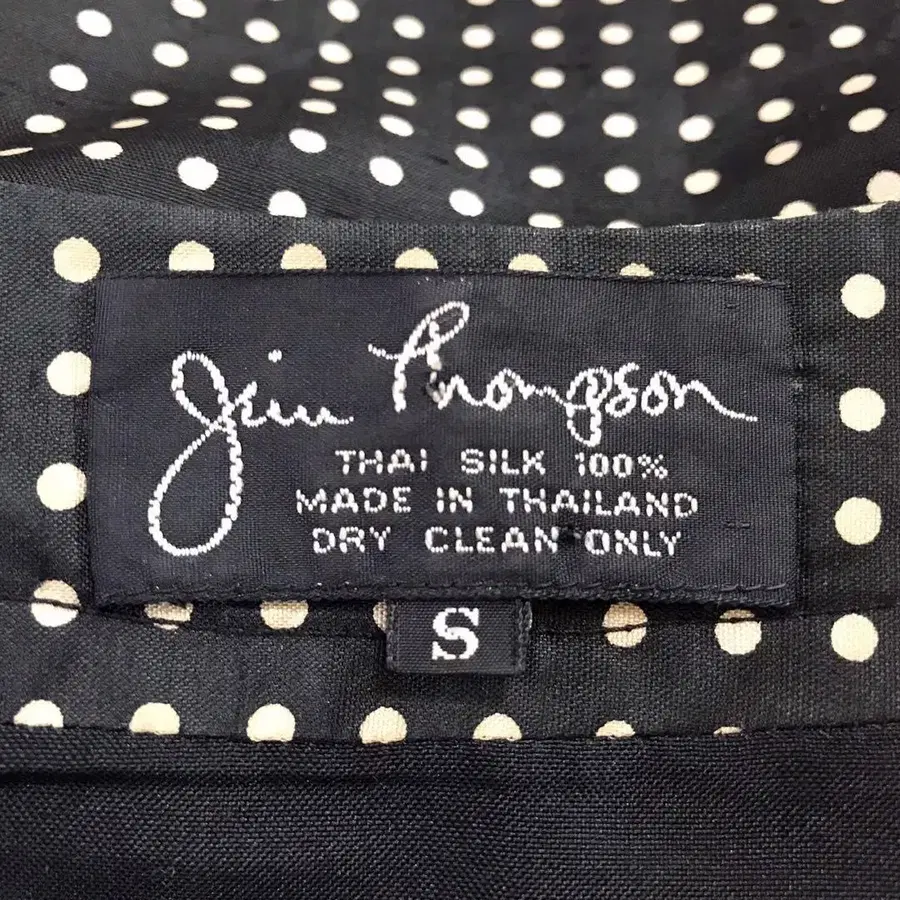 Jim Thompson
THAI SILK 100%
MADE IN THAILAND
DRY CLEAN ONLY
S